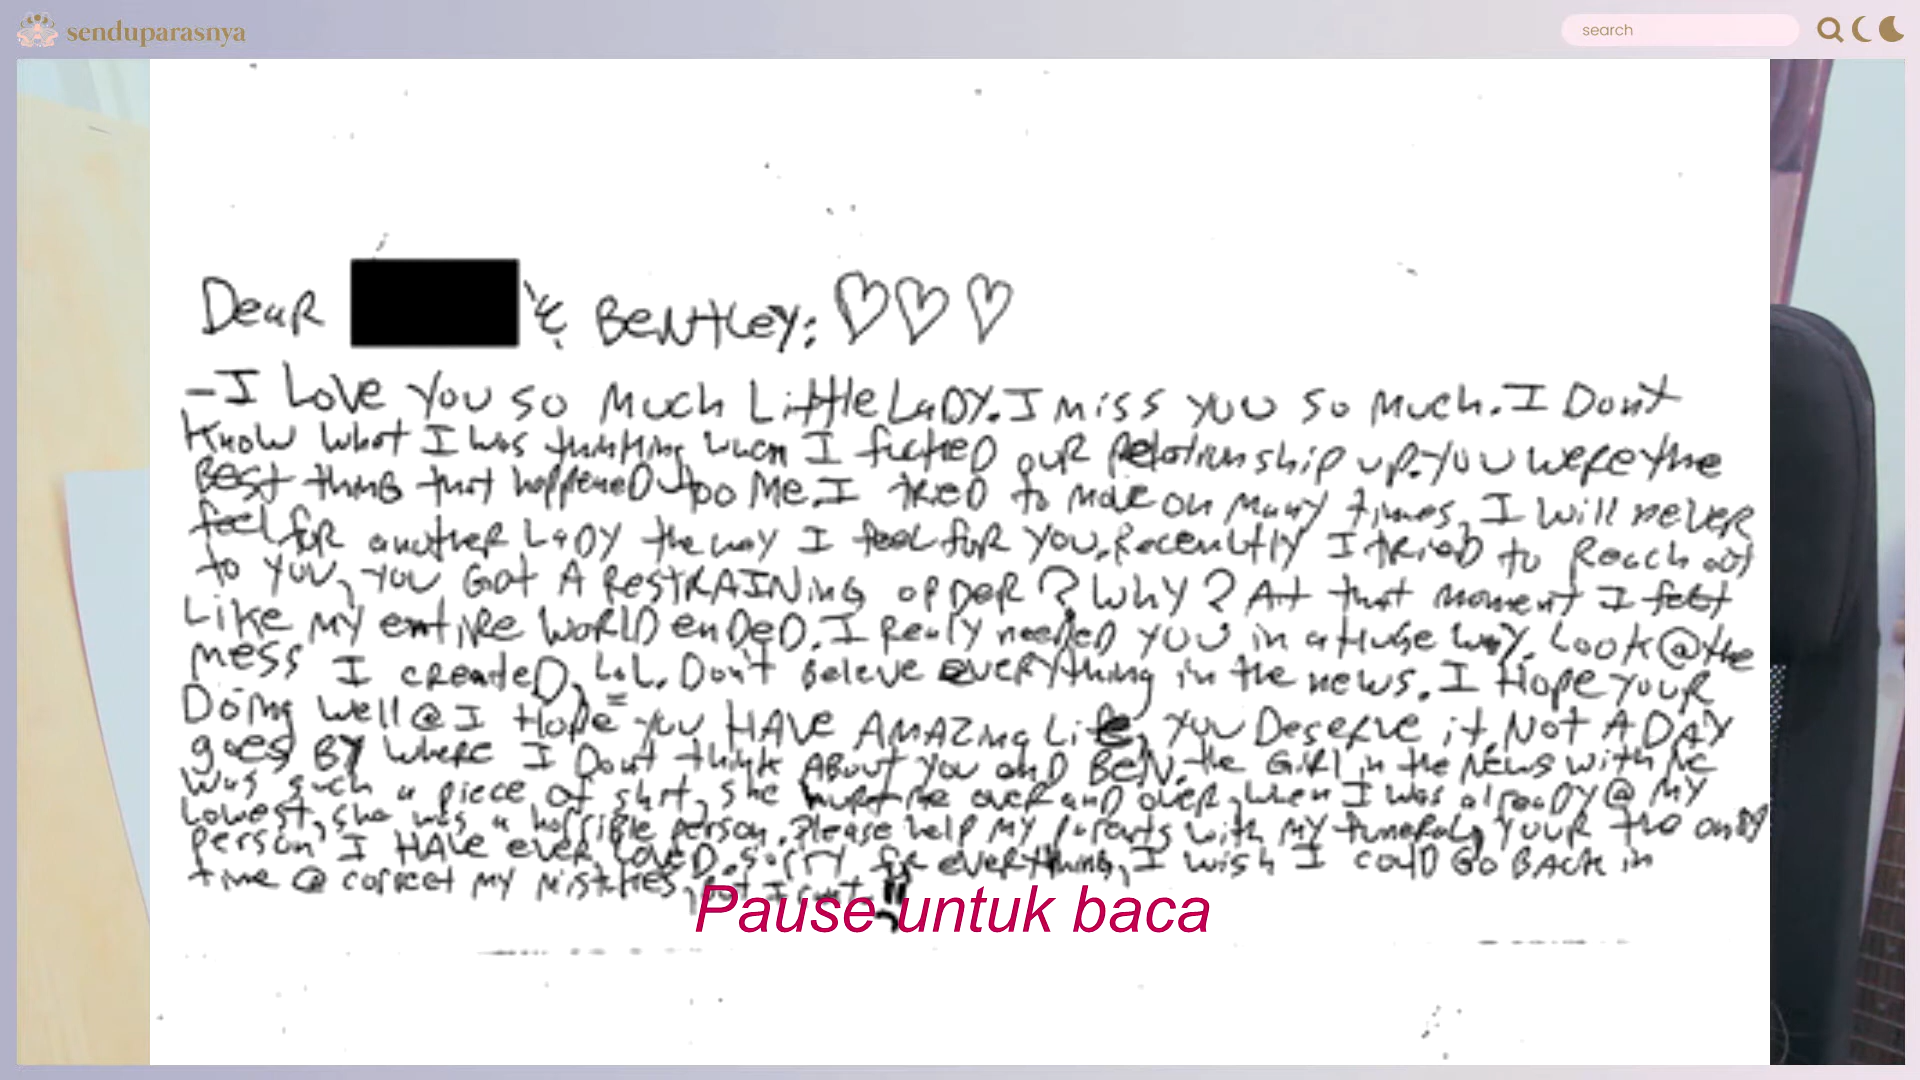 senduparasnya
search
Dear & Bentley:
-I Love You so Much Little LaDY. I miss you so Much. I Dont
Know what I was thinking when I fucked our Relationship up. You were the
Best thing that happened too Me. I tried to move on Many times, I will never
feel for another LaDY the way I feel for you. Recently I tried to Reach out
to you, you Got A RestRAINing order? Why? At that moment I felt
Like my entire World ended. I Realy needed you in a Huge way. Look @ the
mess I created, LoL. Don't Beleve everything in the news. I Hope your
Doing well @ I Hope you HAVe AMAZing Life, You Deserve it. Not A DAY
goes BY where I Dont think About you and Ben. the Girl in the News with me
Was such a piece of shit, she hurt me over and over, when I was already @ my
Lowest, she was a horrible person. Please help my parents with my funeral, your the only
person I HAVe ever LoveD. Sorry for everything, I wish I could Go BAck in
time @ correct my mistakes, but I cant
Pause untuk baca